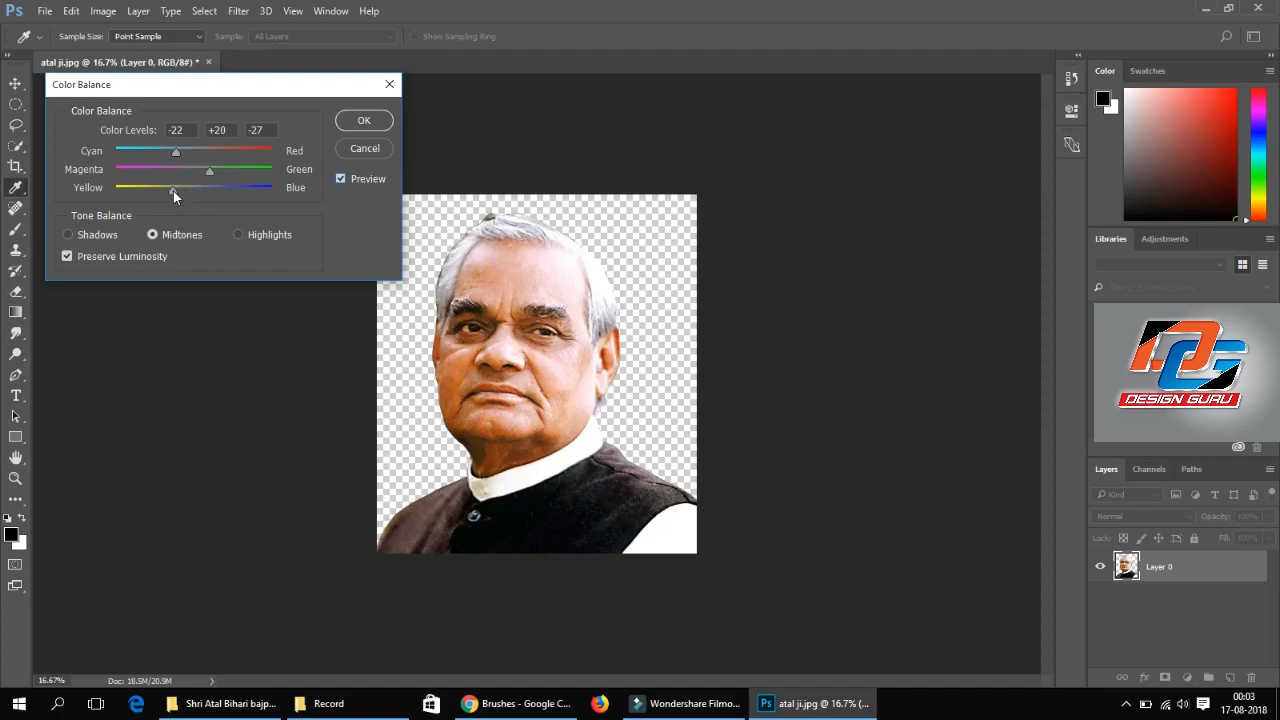 Ps File Edit Image Layer Type Select Filter 3D View Window Help
Sample Size: Point Sample Sample: All Layers Show Sampling Ring
atal ji.jpg @ 16.7% (Layer 0, RGB/8#) *
Color Balance
Color Balance
Color Levels: -22 +20 -27
Cyan Red
Magenta Green
Yellow Blue
Tone Balance
Shadows Midtones Highlights
Preserve Luminosity
OK
Cancel
Preview
Color Swatches
Libraries Adjustments
DESIGN GURU
Layers Channels Paths
Kind
Normal Opacity: 100%
Lock: Fill: 100%
Layer 0
16.67% Doc: 18.5M/20.9M
Shri Atal Bihari bajp...
Record
Brushes - Google C...
Wondershare Filmo...
Ps atal ji.jpg @ 16.7% (...
00:03
17-08-2018